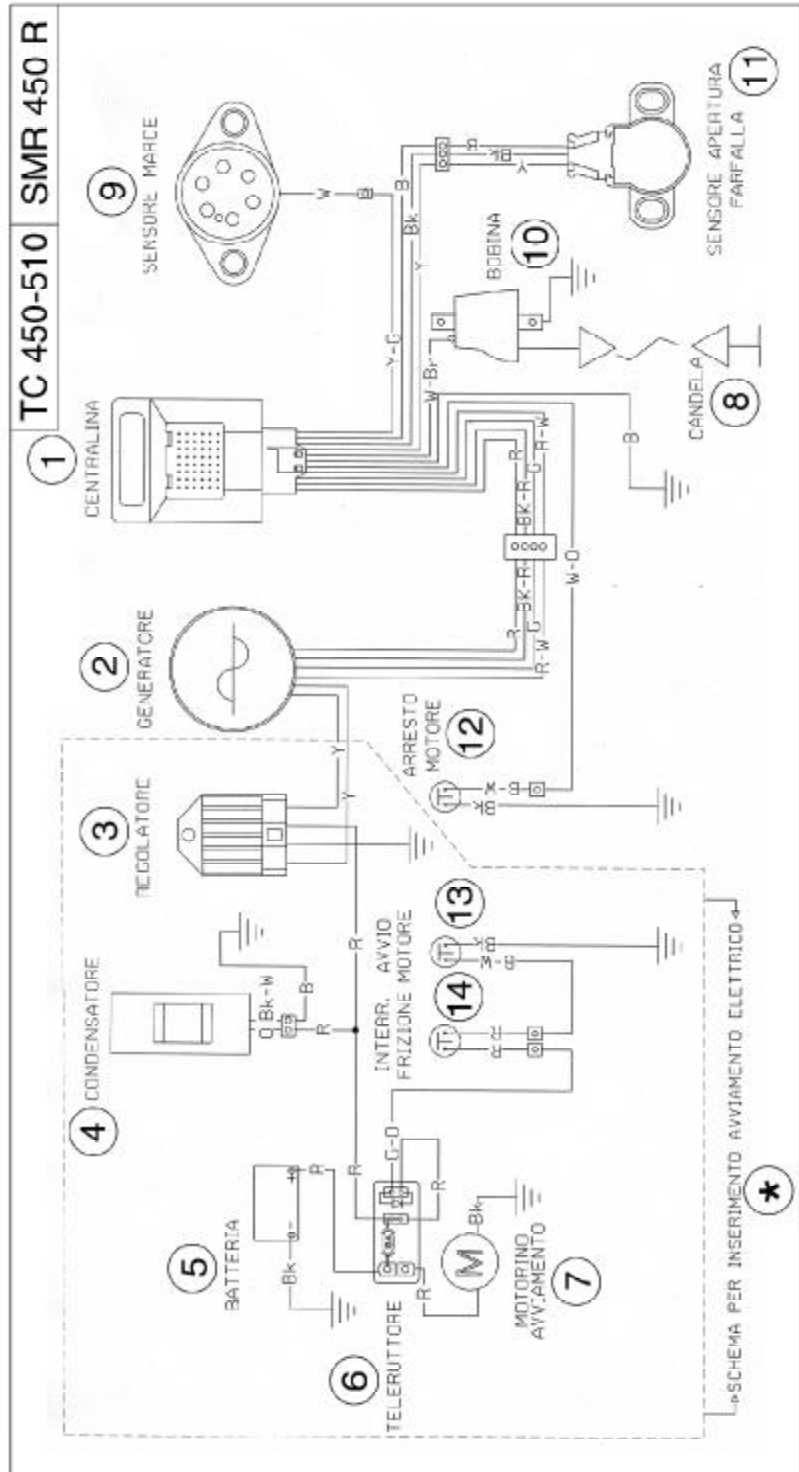 TC 450-510
SMR 450 R
1
CENTRALINA
2
GENERATORE
3
REGOLATORE
4
CONDENSATORE
5
BATTERIA
6
TELERUTTORE
7
MOTORINO
AVVIAMENTO
8
CANDELA
9
SENSORE MARCE
10
BOBINA
11
SENSORE APERTURA
FARFALLA
12
ARRESTO
MOTORE
13
14
INTERR. AVVIO
FRIZIONE MOTORE
W
Y-G
B
Bk
Y
B
Bk
Y
W-Br
B
R
BK-R
G
R-W
R
BK-R
G
R-W
W-O
Y
Y
B-W
BK
R
O
Bk-W
B
R
R
R
Bk
G-O
R
R
Bk
R
R
B-W
BK
SCHEMA PER INSERIMENTO AVVIAMENTO ELETTRICO
*